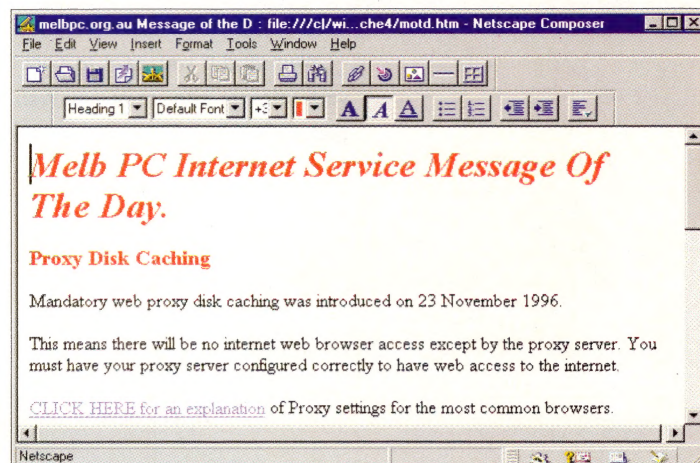 melbpc.org.au Message of the D : file:///c|/wi...che4/motd.htm - Netscape Composer
File Edit View Insert Format Tools Window Help
Heading 1 Default Font +3 A A A
Melb PC Internet Service Message Of
The Day.
Proxy Disk Caching
Mandatory web proxy disk caching was introduced on 23 November 1996.
This means there will be no internet web browser access except by the proxy server. You
must have your proxy server configured correctly to have web access to the internet.
CLICK HERE for an explanation of Proxy settings for the most common browsers.
Netscape